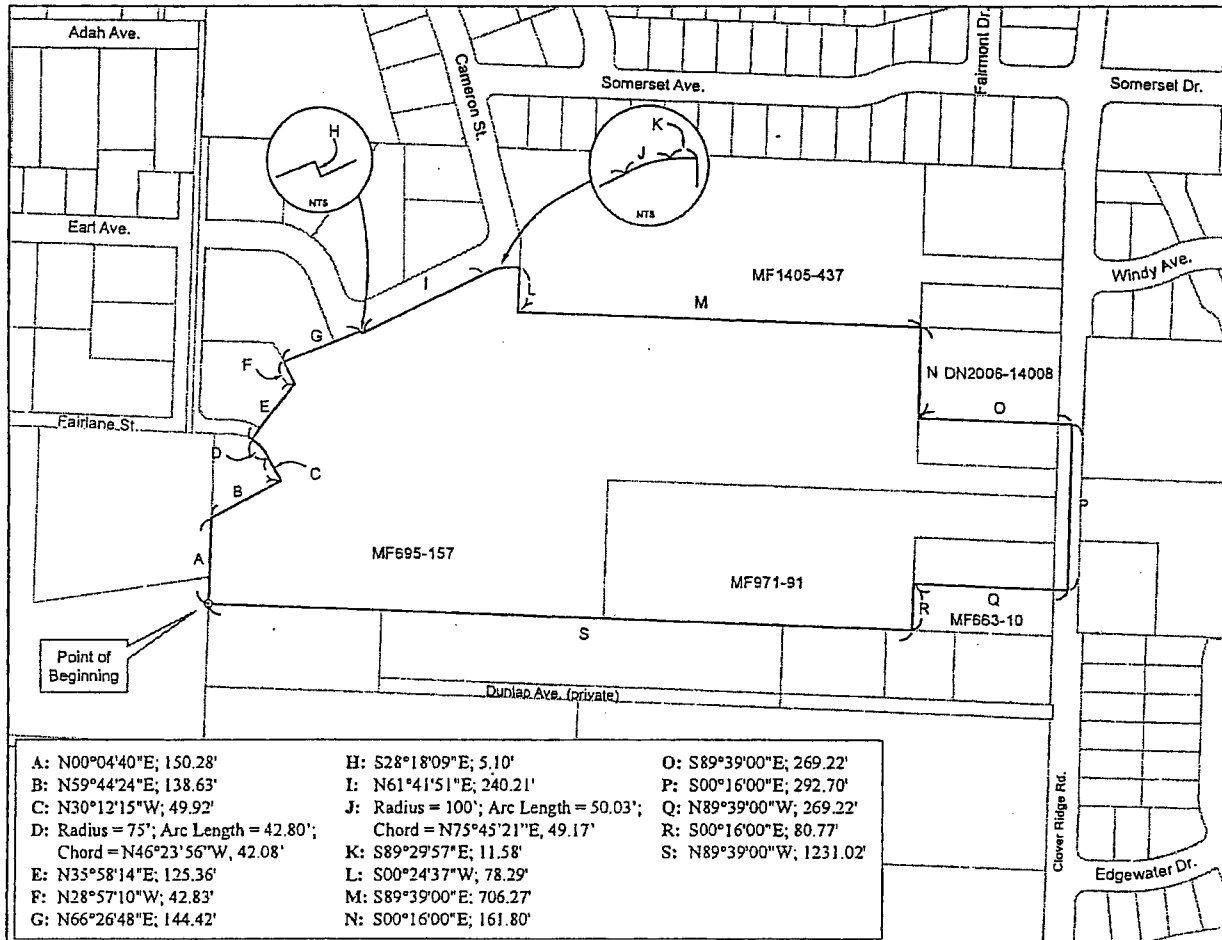 Adah Ave.
Cameron St.
Somerset Ave.
Fairmont Dr.
Somerset Dr.
H
NTS
K
J
NTS
Earl Ave.
Windy Ave.
I
MF1405-437
L
M
G
F
N DN2006-14008
E
O
Fairlane St.
D
C
B
P
A
MF695-157
MF971-91
Q
R
MF663-10
S
Point of
Beginning
Dunlap Ave. (private)
Clover Ridge Rd.
Edgewater Dr.
A: N00°04'40"E; 150.28'
B: N59°44'24"E; 138.63'
C: N30°12'15"W; 49.92'
D: Radius = 75'; Arc Length = 42.80';
Chord = N46°23'56"W, 42.08'
E: N35°58'14"E; 125.36'
F: N28°57'10"W; 42.83'
G: N66°26'48"E; 144.42'
H: S28°18'09"E; 5.10'
I: N61°41'51"E; 240.21'
J: Radius = 100'; Arc Length = 50.03';
Chord = N75°45'21"E, 49.17'
K: S89°29'57"E; 11.58'
L: S00°24'37"W; 78.29'
M: S89°39'00"E; 706.27'
N: S00°16'00"E; 161.80'
O: S89°39'00"E; 269.22'
P: S00°16'00"E; 292.70'
Q: N89°39'00"W; 269.22'
R: S00°16'00"E; 80.77'
S: N89°39'00"W; 1231.02'